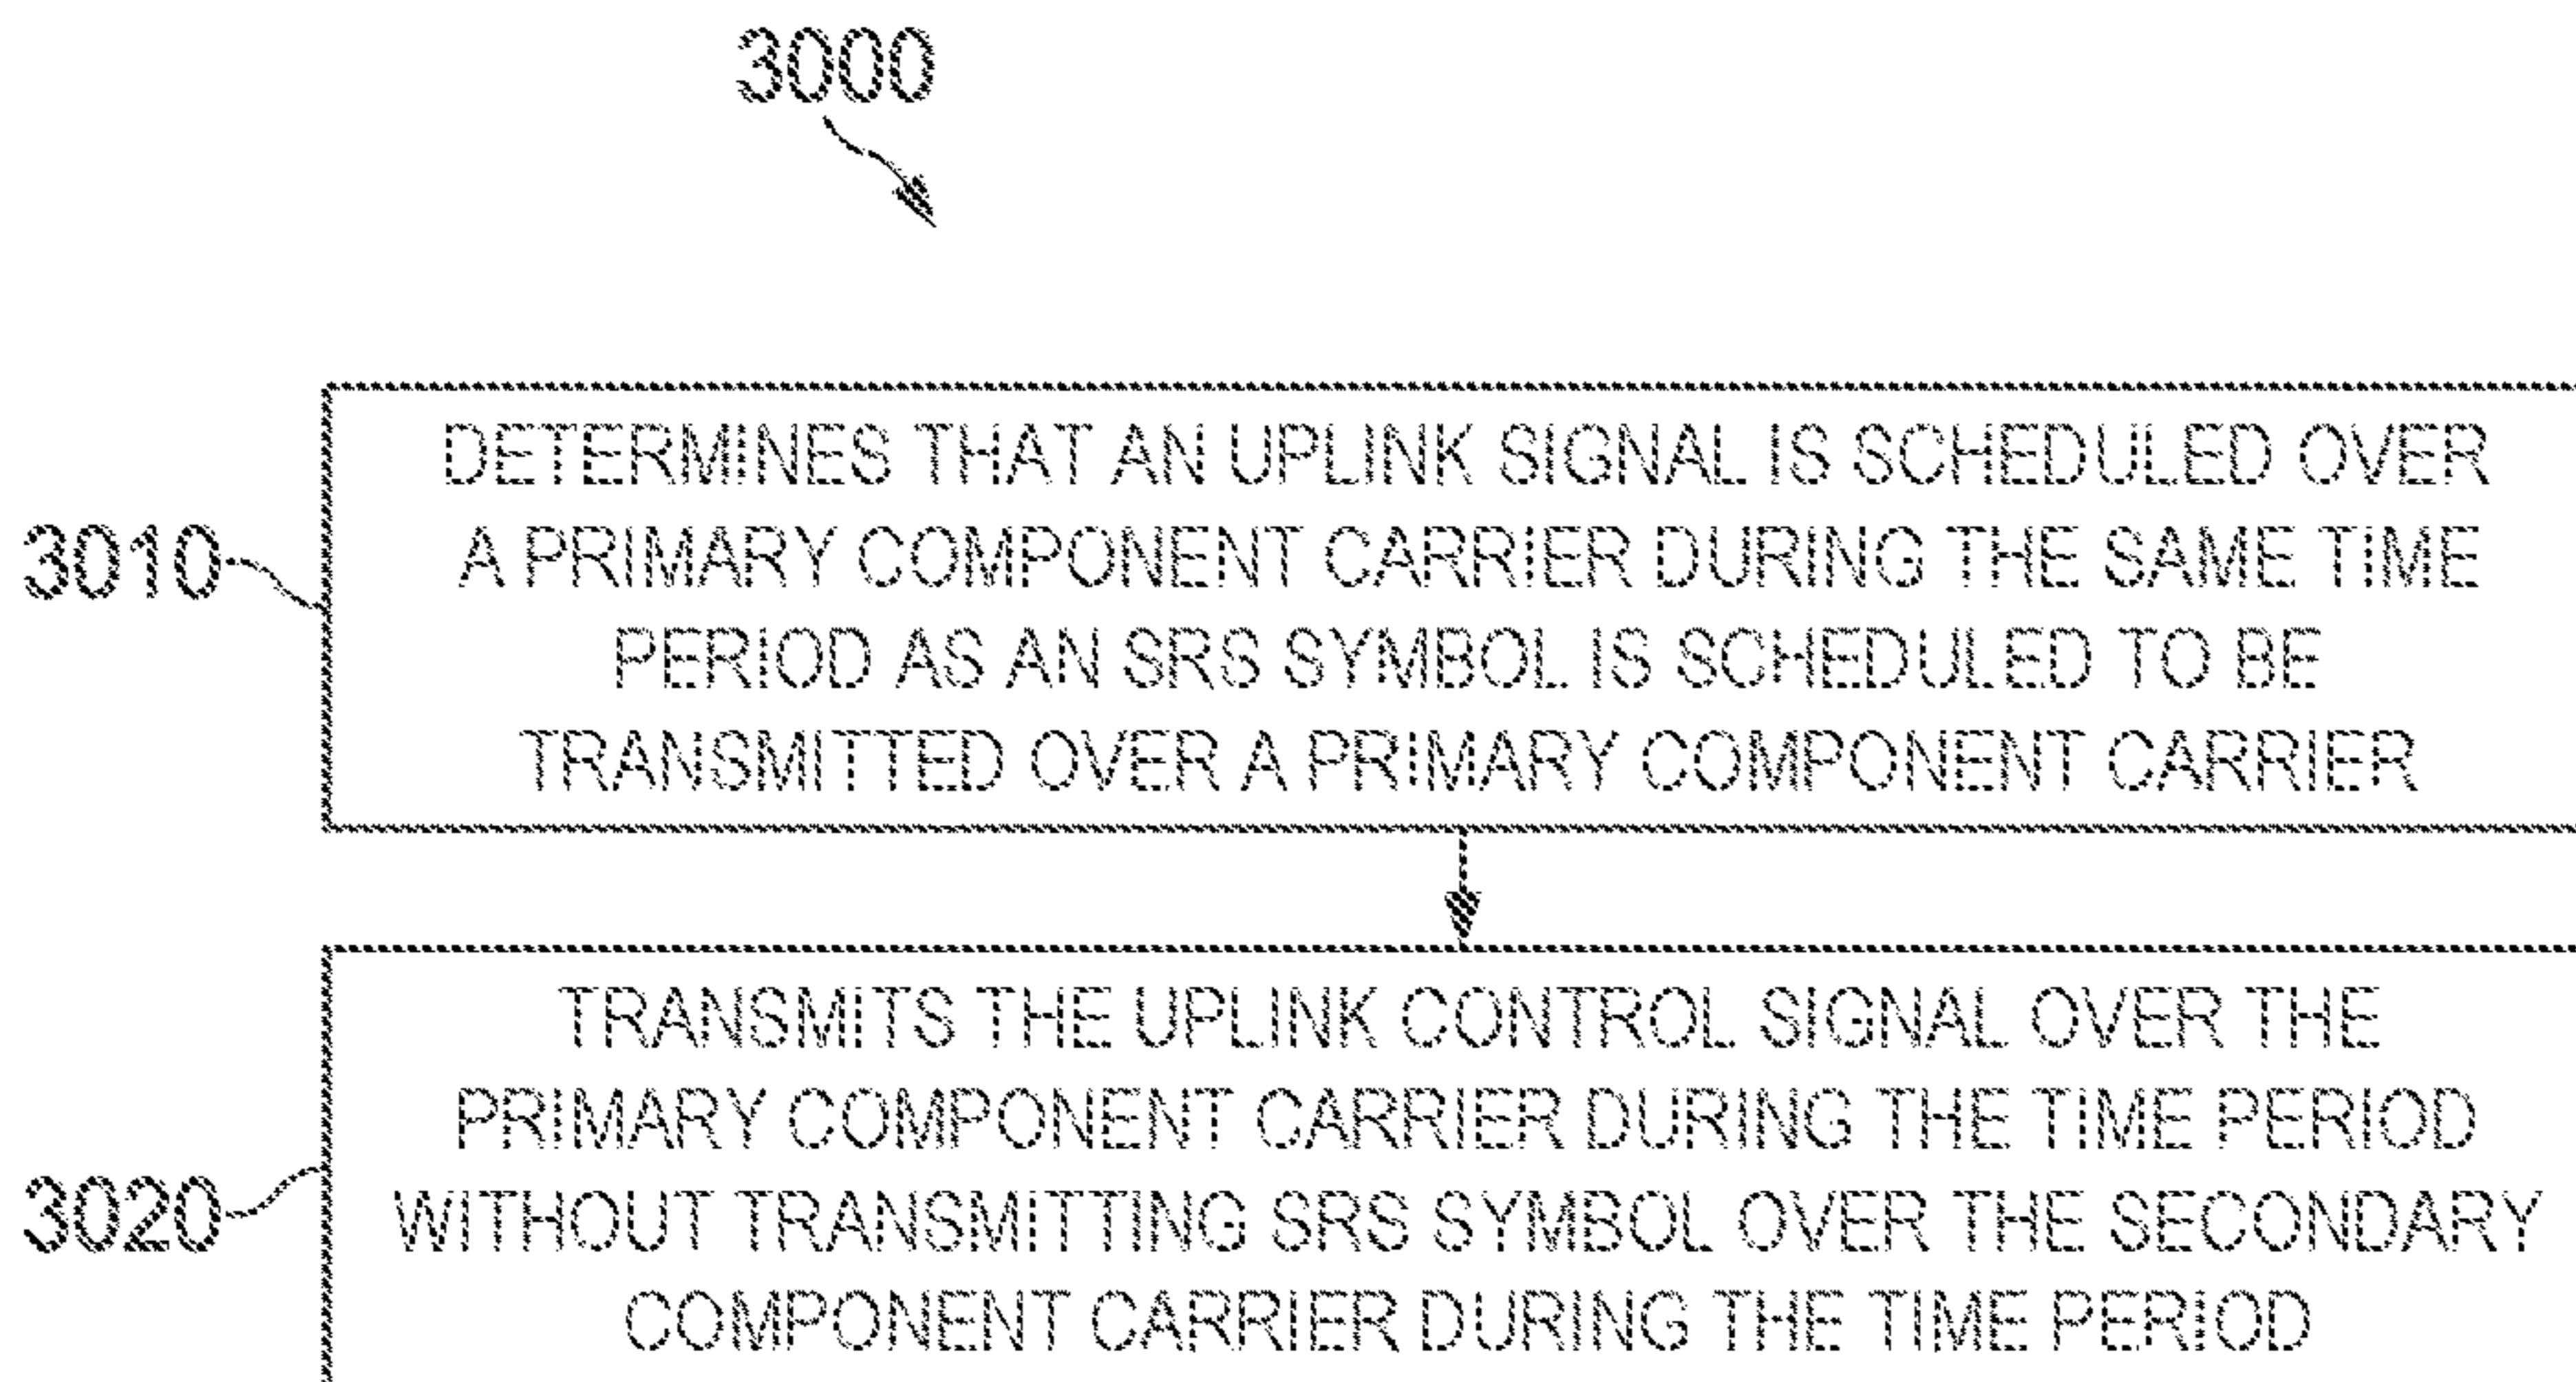 3000
3010
DETERMINES THAT AN UPLINK SIGNAL IS SCHEDULED OVER
A PRIMARY COMPONENT CARRIER DURING THE SAME TIME
PERIOD AS AN SRS SYMBOL IS SCHEDULED TO BE
TRANSMITTED OVER A PRIMARY COMPONENT CARRIER
3020
TRANSMITS THE UPLINK CONTROL SIGNAL OVER THE
PRIMARY COMPONENT CARRIER DURING THE TIME PERIOD
WITHOUT TRANSMITTING SRS SYMBOL OVER THE SECONDARY
COMPONENT CARRIER DURING THE TIME PERIOD